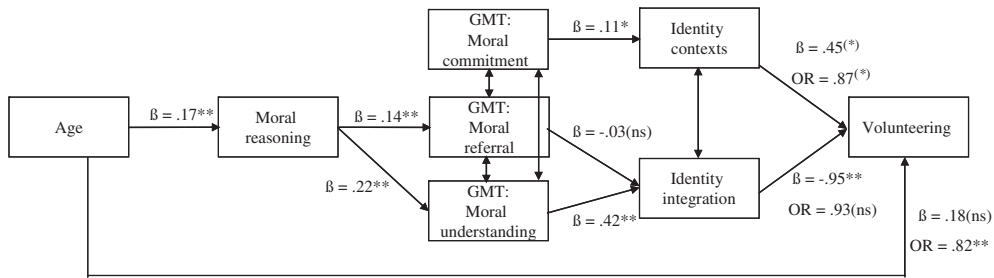 GMT:
Moral
commitment
ß = .11*
Identity
contexts
ß = .45(*)
OR = .87(*)
Age
ß = .17**
Moral
reasoning
ß = .14**
GMT:
Moral
referral
ß = -.03(ns)
Volunteering
ß = .22**
GMT:
Moral
understanding
ß = .42**
Identity
integration
ß = -.95**
OR = .93(ns)
ß = .18(ns)
OR = .82**